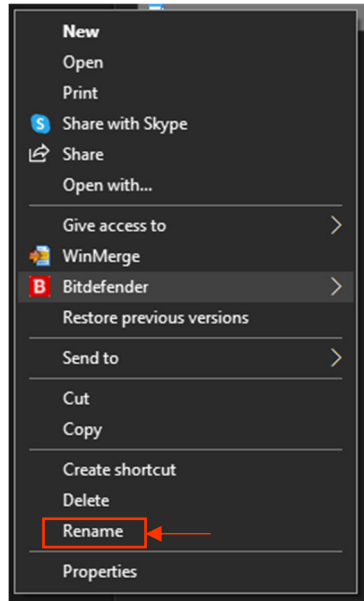 New
Open
Print
Share with Skype
Share
Open with...
Give access to
WinMerge
Bitdefender
Restore previous versions
Send to
Cut
Copy
Create shortcut
Delete
Rename
Properties